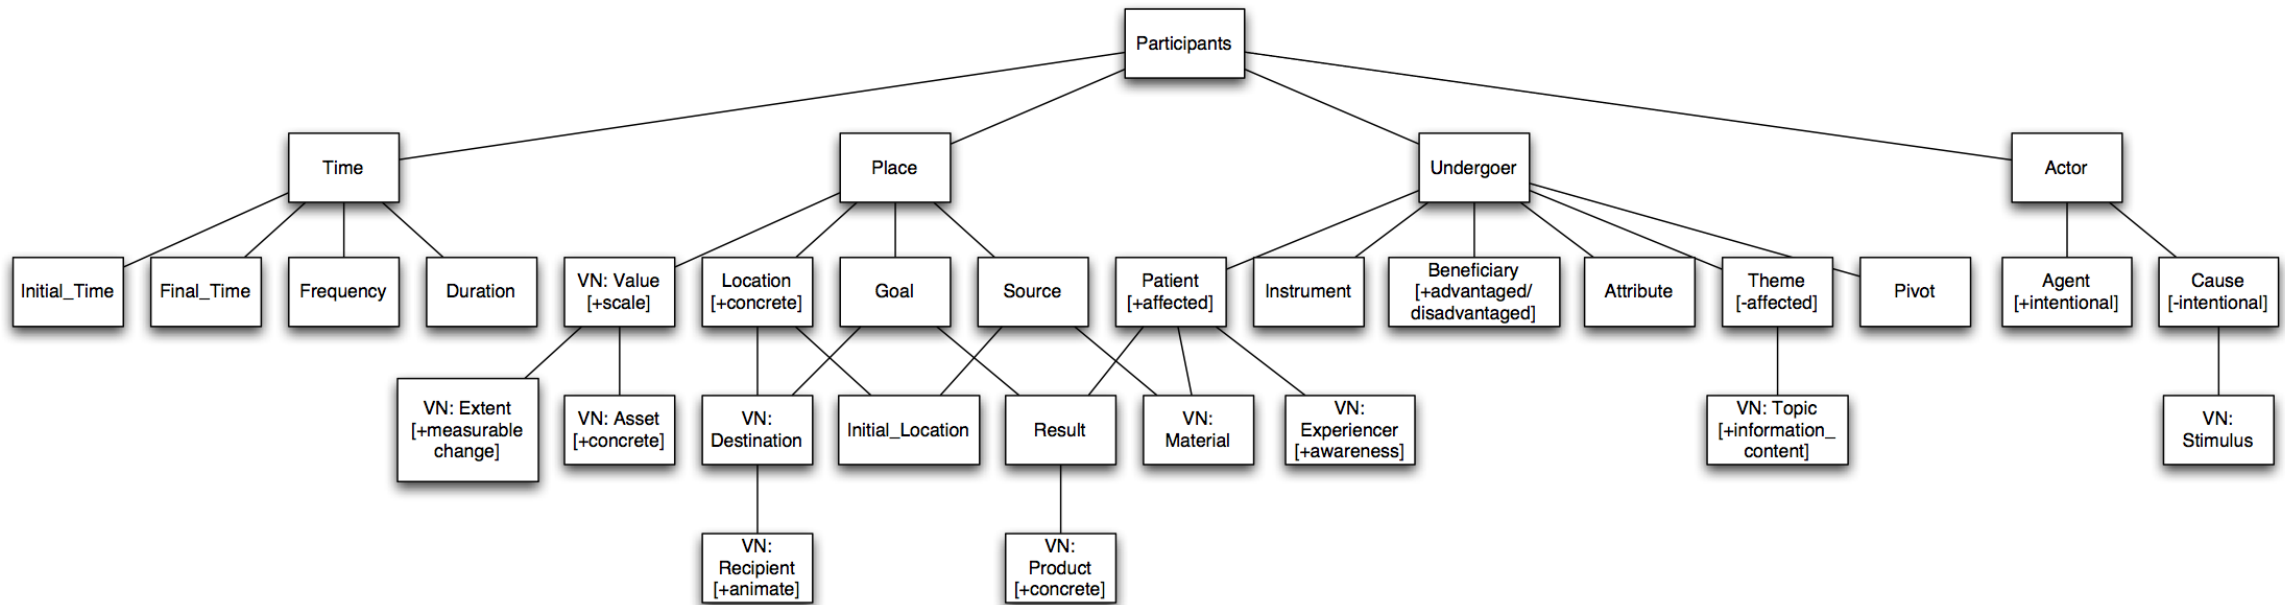 Participants
Time
Place
Undergoer
Actor
Initial_Time
Final_Time
Frequency
Duration
VN: Value
[+scale]
Location
[+concrete]
Goal
Source
Patient
[+affected]
Instrument
Beneficiary
[+advantaged/
disadvantaged]
Attribute
Theme
[-affected]
Pivot
Agent
[+intentional]
Cause
[-intentional]
VN: Extent
[+measurable
change]
VN: Asset
[+concrete]
VN:
Destination
Initial_Location
Result
VN:
Material
VN:
Experiencer
[+awareness]
VN: Topic
[+information_
content]
VN:
Stimulus
VN:
Recipient
[+animate]
VN:
Product
[+concrete]